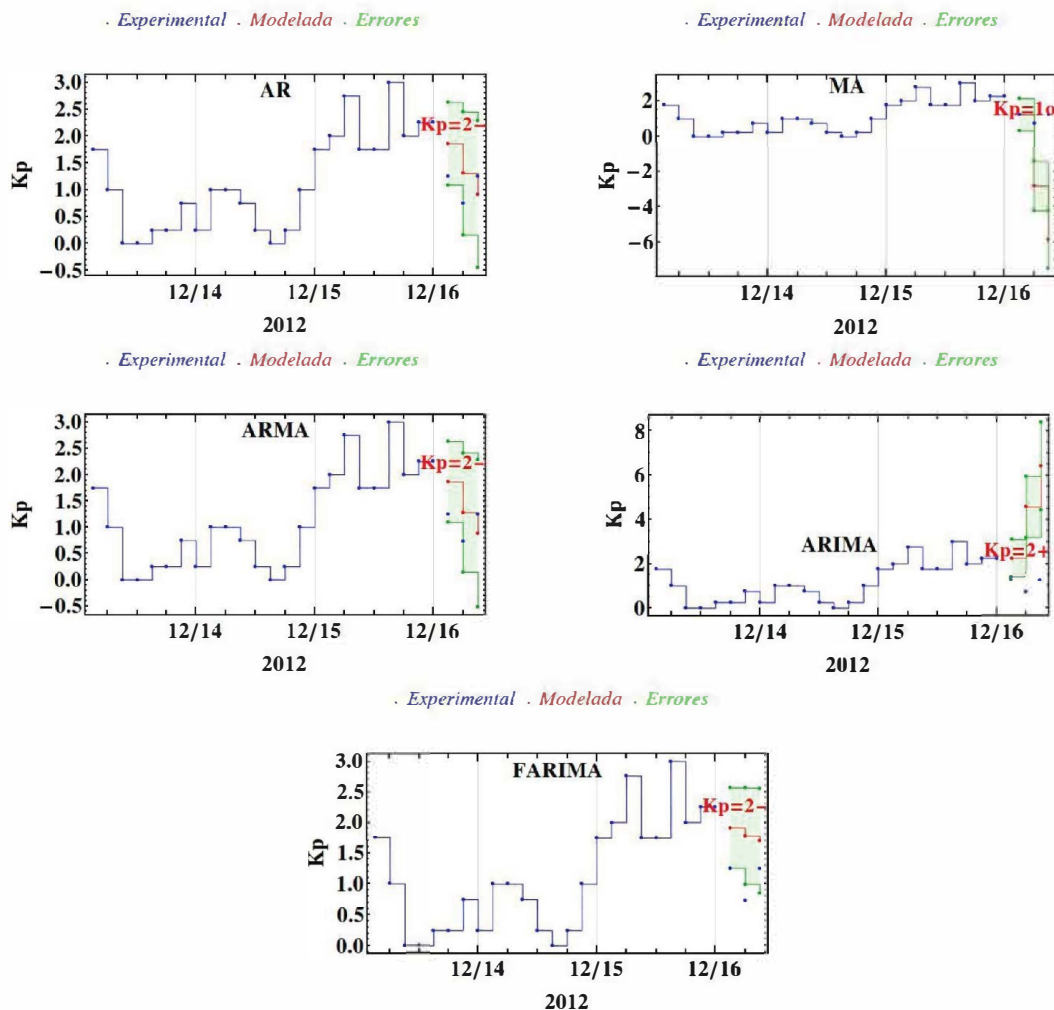 . Experimental . Modelada . Errores
AR
Kp=2-
3.0
2.5
2.0
1.5
1.0
0.5
0.0
-0.5
Kp
12/14 12/15 12/16
2012
. Experimental . Modelada . Errores
MA
Kp=1o
2
0
-2
-4
-6
Kp
12/14 12/15 12/16
2012
. Experimental . Modelada . Errores
ARMA
Kp=2-
3.0
2.5
2.0
1.5
1.0
0.5
0.0
-0.5
Kp
12/14 12/15 12/16
2012
. Experimental . Modelada . Errores
ARIMA
Kp=2+
8
6
4
2
0
Kp
12/14 12/15 12/16
2012
. Experimental . Modelada . Errores
FARIMA
Kp=2-
3.0
2.5
2.0
1.5
1.0
0.5
0.0
Kp
12/14 12/15 12/16
2012